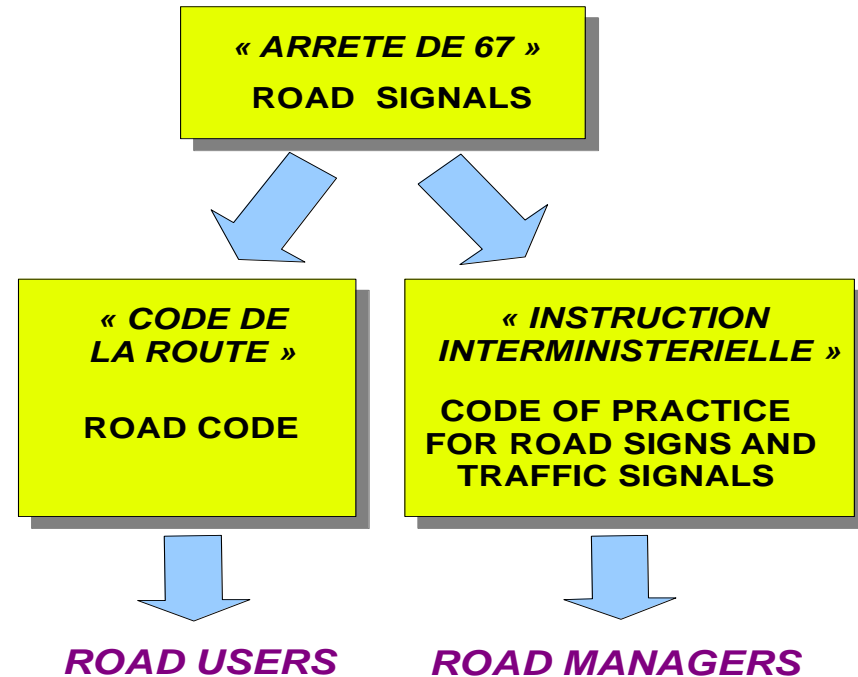 « ARRETE DE 67 »
ROAD SIGNALS
« CODE DE
LA ROUTE »
ROAD CODE
« INSTRUCTION
INTERMINISTERIELLE »
CODE OF PRACTICE
FOR ROAD SIGNS AND
TRAFFIC SIGNALS
ROAD USERS
ROAD MANAGERS